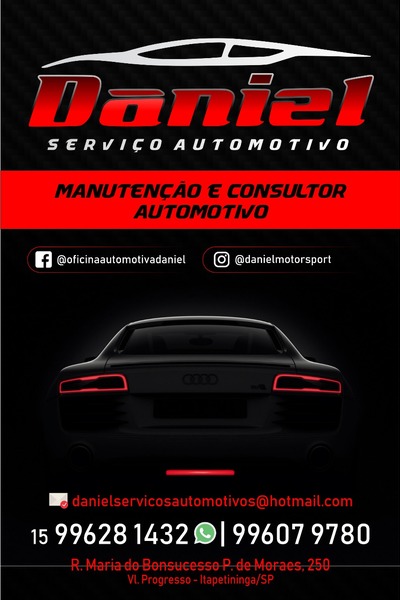 Daniel
SERVIÇO AUTOMOTIVO
MANUTENÇÃO E CONSULTOR
AUTOMOTIVO
@oficinaautomotivadaniel
@danielmotorsport
danielservicosautomotivos@hotmail.com
15 99628 1432 | 99607 9780
R. Maria do Bonsucesso P. de Moraes, 250
Vl. Progresso - Itapetininga/SP